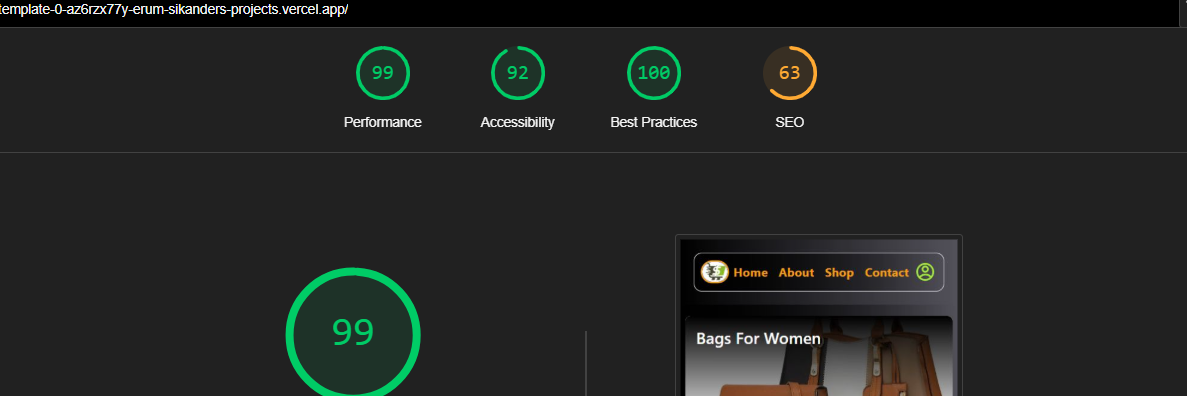 template-0-az6rzx77y-erum-sikanders-projects.vercel.app/
99 92 100 63
Performance Accessibility Best Practices SEO
99
Home About Shop Contact
Bags For Women